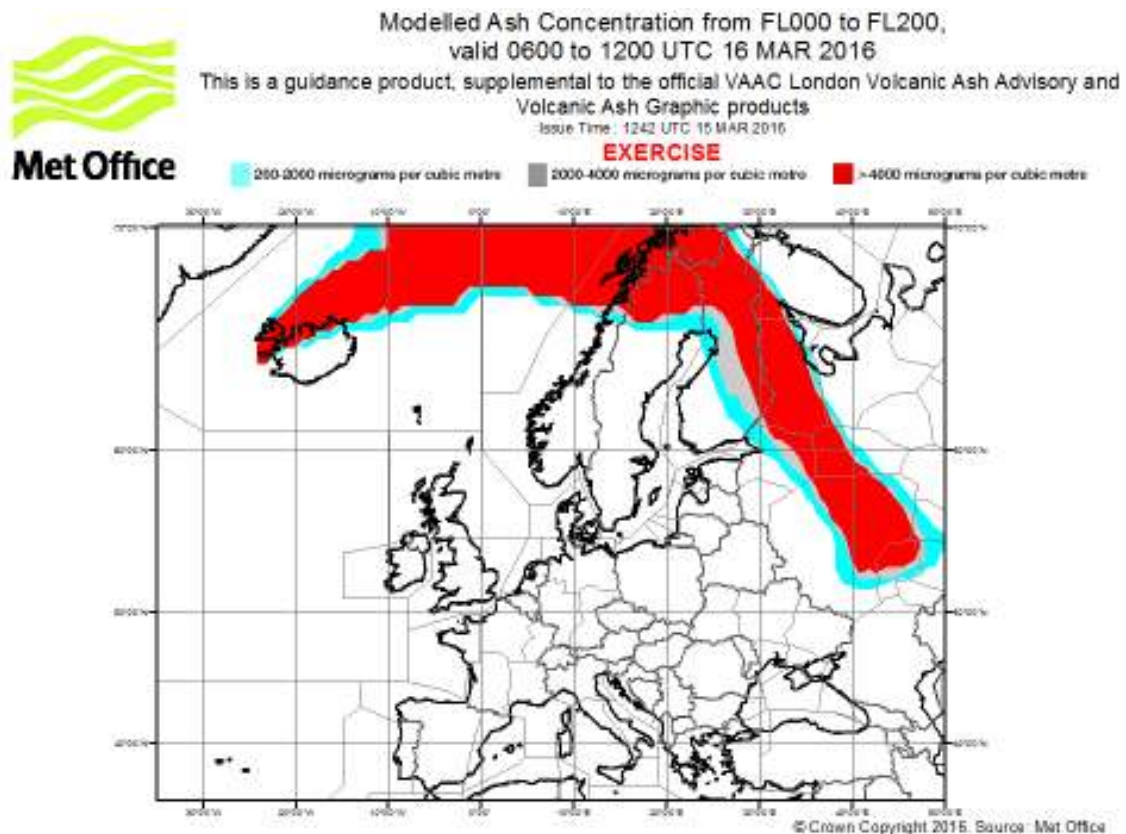 Modelled Ash Concentration from FL000 to FL200,
valid 0600 to 1200 UTC 16 MAR 2016
This is a guidance product, supplemental to the official VAAC London Volcanic Ash Advisory and
Volcanic Ash Graphic products
Issue Time : 1242 UTC 15 MAR 2016
EXERCISE
Met Office
200-2000 micrograms per cubic metre
2000-4000 micrograms per cubic metre
>4000 micrograms per cubic metre
© Crown Copyright 2016. Source: Met Office